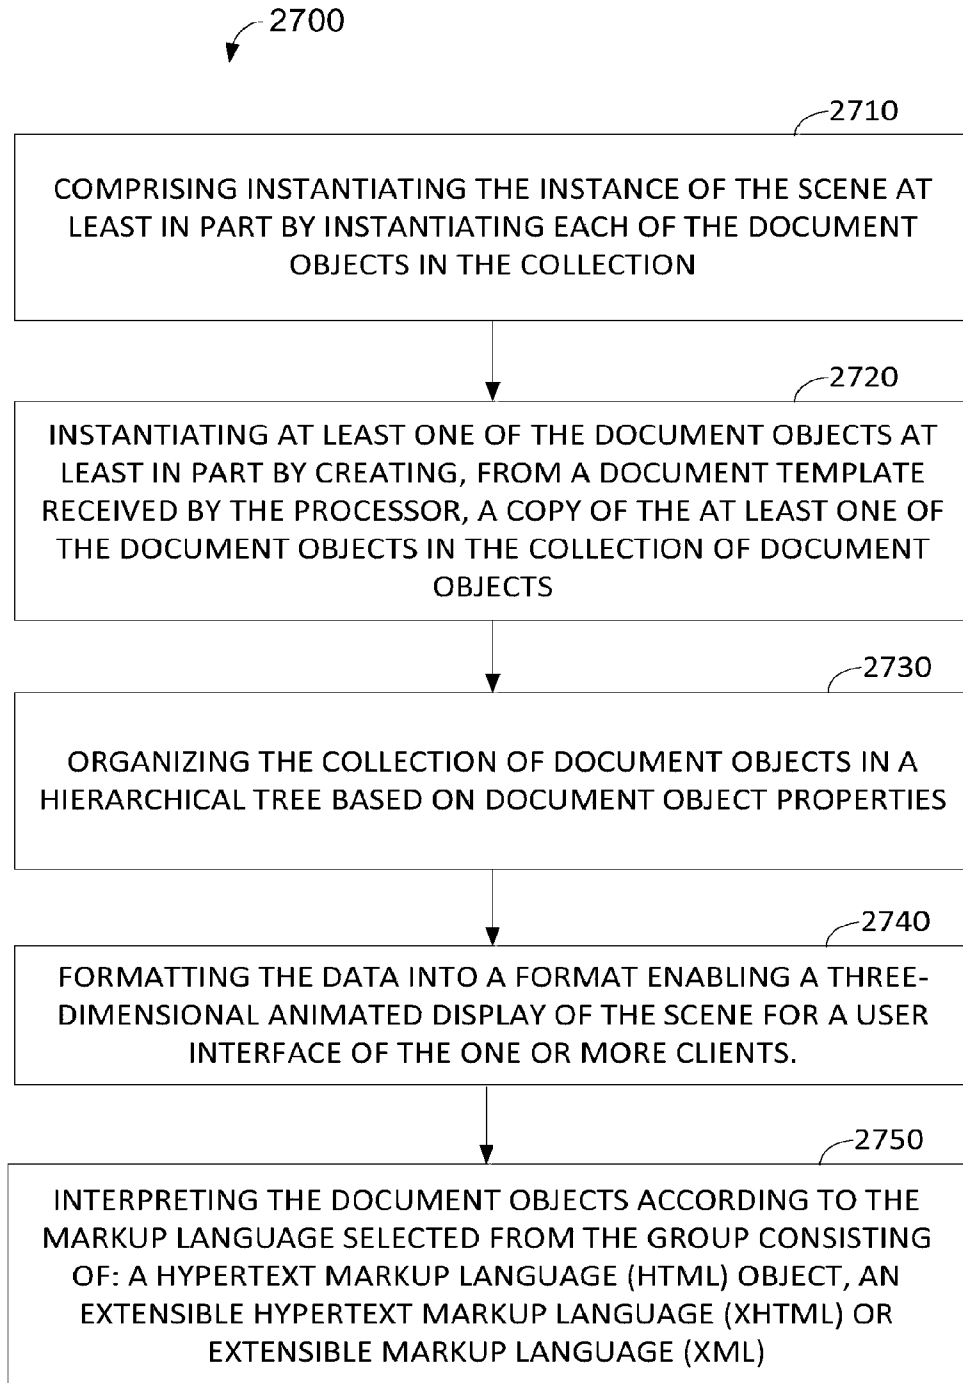 2700
2710
COMPRISING INSTANTIATING THE INSTANCE OF THE SCENE AT
LEAST IN PART BY INSTANTIATING EACH OF THE DOCUMENT
OBJECTS IN THE COLLECTION
2720
INSTANTIATING AT LEAST ONE OF THE DOCUMENT OBJECTS AT
LEAST IN PART BY CREATING, FROM A DOCUMENT TEMPLATE
RECEIVED BY THE PROCESSOR, A COPY OF THE AT LEAST ONE OF
THE DOCUMENT OBJECTS IN THE COLLECTION OF DOCUMENT
OBJECTS
2730
ORGANIZING THE COLLECTION OF DOCUMENT OBJECTS IN A
HIERARCHICAL TREE BASED ON DOCUMENT OBJECT PROPERTIES
2740
FORMATTING THE DATA INTO A FORMAT ENABLING A THREE-
DIMENSIONAL ANIMATED DISPLAY OF THE SCENE FOR A USER
INTERFACE OF THE ONE OR MORE CLIENTS.
2750
INTERPRETING THE DOCUMENT OBJECTS ACCORDING TO THE
MARKUP LANGUAGE SELECTED FROM THE GROUP CONSISTING
OF: A HYPERTEXT MARKUP LANGUAGE (HTML) OBJECT, AN
EXTENSIBLE HYPERTEXT MARKUP LANGUAGE (XHTML) OR
EXTENSIBLE MARKUP LANGUAGE (XML)